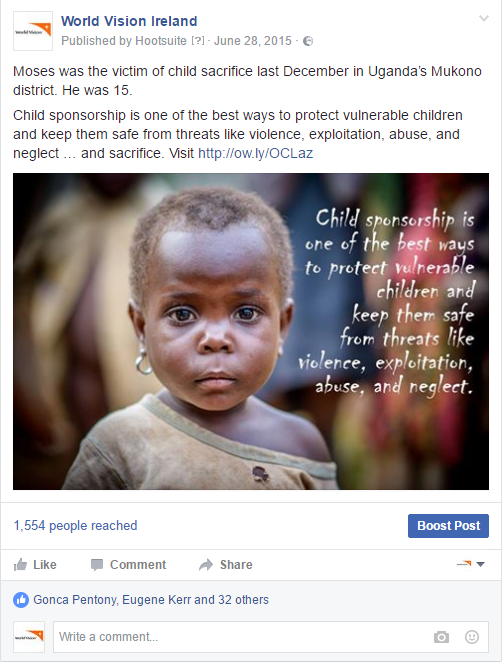 World Vision
World Vision Ireland
Published by Hootsuite [?] · June 28, 2015 ·
Moses was the victim of child sacrifice last December in Uganda's Mukono
district. He was 15.
Child sponsorship is one of the best ways to protect vulnerable children
and keep them safe from threats like violence, exploitation, abuse, and
neglect … and sacrifice. Visit http://ow.ly/OCLaz
Child sponsorship is
one of the best ways
to protect vulnerable
children and
keep them safe
from threats like
violence, exploitation,
abuse, and neglect.
1,554 people reached
Boost Post
Like Comment Share
Gonca Pentony, Eugene Kerr and 32 others
World Vision
Write a comment...